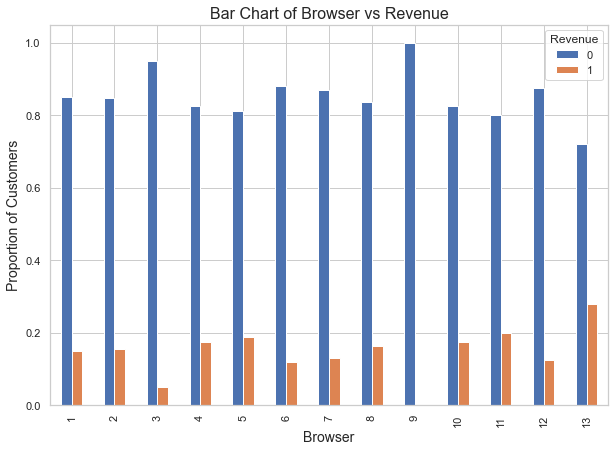 Bar Chart of Browser vs Revenue
Revenue
0
1
1.0
0.8
0.6
0.4
0.2
0.0
Proportion of Customers
1 2 3 4 5 6 7 8 9 10 11 12 13
Browser